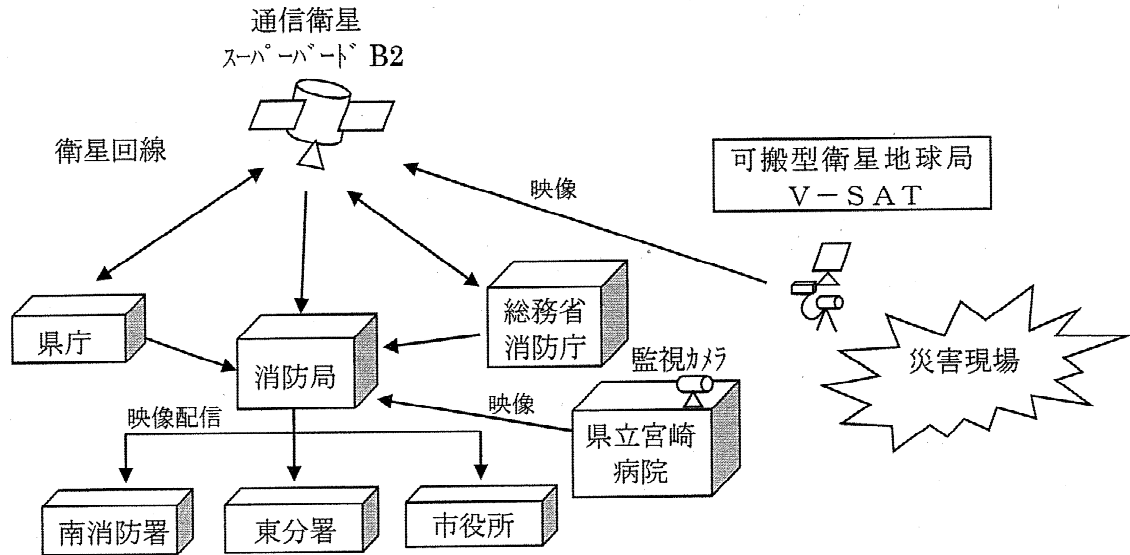 通信衛星
スーパーバード B2
衛星回線
映像
可搬型衛星地球局
V－SAT
県庁
消防局
総務省
消防庁
監視カメラ
災害現場
映像配信
映像
県立宮崎
病院
南消防署
東分署
市役所